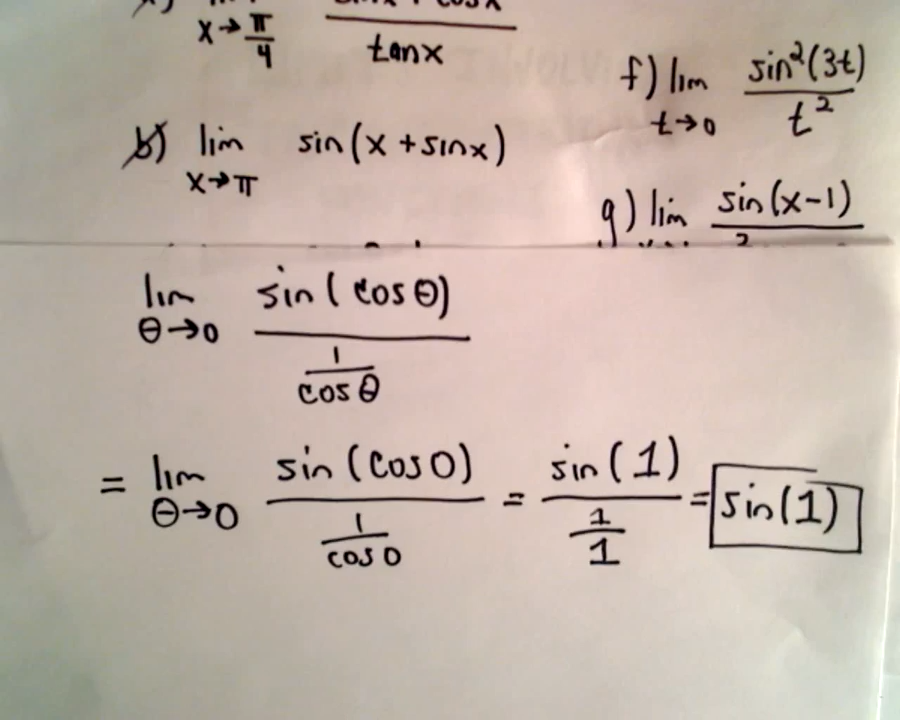 x→π/4 tanx
f) lim t→0 sin²(3t)/t²
b) lim x→π sin(x+sinx)
g) lim sin(x-1)
lim θ→0 sin(cosθ)/(1/cosθ)
= lim θ→0 sin(cos0)/(1/cos0) = sin(1)/(1/1) = sin(1)